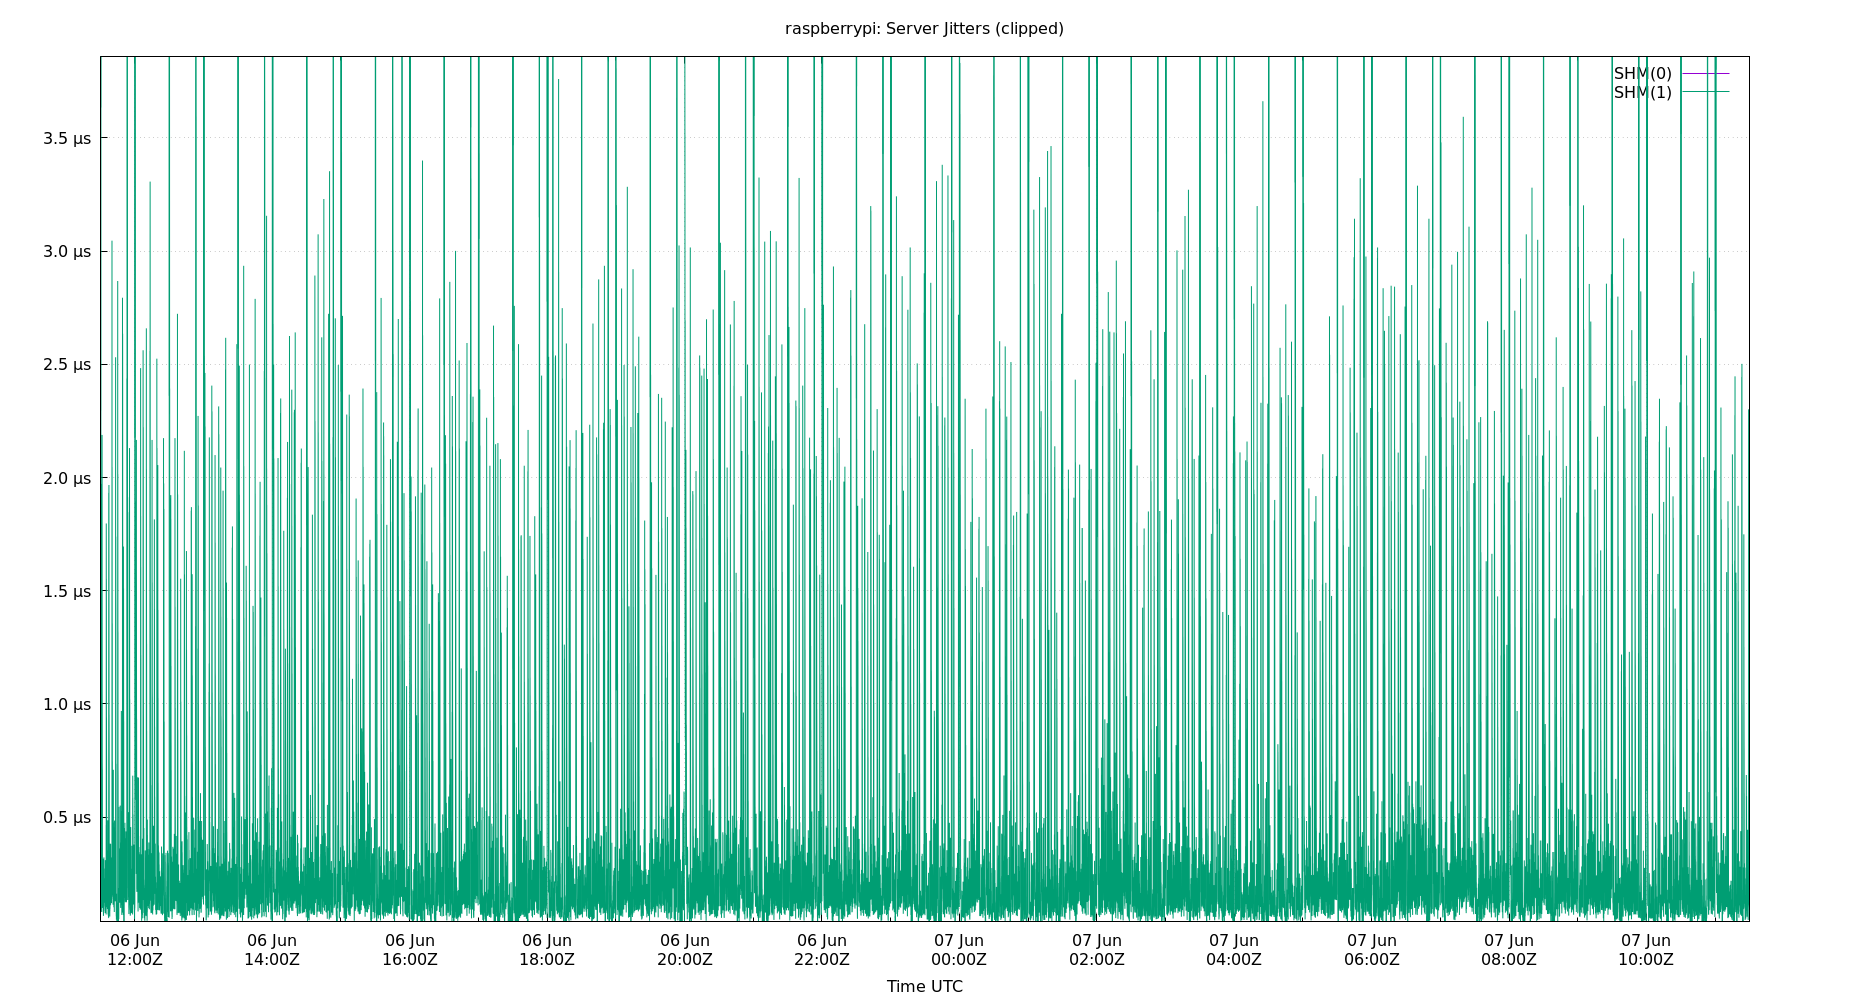 raspberrypi: Server Jitters (clipped)
SHM(0)
SHM(1)
3.5 µs
3.0 µs
2.5 µs
2.0 µs
1.5 µs
1.0 µs
0.5 µs
06 Jun 06 Jun 06 Jun 06 Jun 06 Jun 06 Jun 07 Jun 07 Jun 07 Jun 07 Jun 07 Jun 07 Jun
12:00Z 14:00Z 16:00Z 18:00Z 20:00Z 22:00Z 00:00Z 02:00Z 04:00Z 06:00Z 08:00Z 10:00Z
Time UTC